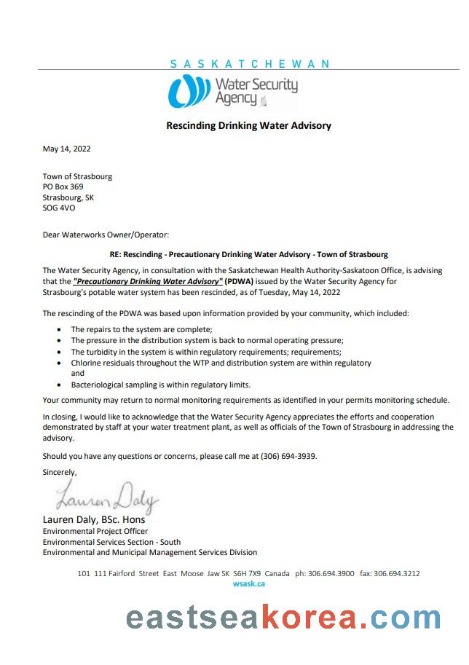 SASKATCHEWAN
Water Security
Agency
Rescinding Drinking Water Advisory
May 14, 2022
Town of Strasbourg
PO Box 369
Strasbourg, SK
SOG 4VO
Dear Waterworks Owner/Operator:
RE: Rescinding - Precautionary Drinking Water Advisory - Town of Strasbourg
The Water Security Agency, in consultation with the Saskatchewan Health Authority-Saskatoon Office, is advising
that the "Precautionary Drinking Water Advisory" (PDWA) issued by the Water Security Agency for
Strasbourg's potable water system has been rescinded, as of Tuesday, May 14, 2022
The rescinding of the PDWA was based upon information provided by your community, which included:
• The repairs to the system are complete;
• The pressure in the distribution system is back to normal operating pressure;
• The turbidity in the system is within regulatory requirements; requirements;
• Chlorine residuals throughout the WTP and distribution system are within regulatory
and
• Bacteriological sampling is within regulatory limits.
Your community may return to normal monitoring requirements as identified in your permits monitoring schedule.
In closing, I would like to acknowledge that the Water Security Agency appreciates the efforts and cooperation
demonstrated by staff at your water treatment plant, as well as officials of the Town of Strasbourg in addressing the
advisory.
Should you have any questions or concerns, please call me at (306) 694-3939.
Sincerely,
Lauren Daly
Lauren Daly, BSc. Hons
Environmental Project Officer
Environmental Services Section - South
Environmental and Municipal Management Services Division
101 111 Fairford Street East Moose Jaw SK S6H 7X9 Canada ph: 306.694.3900 fax: 306.694.3212
wsask.ca
eastseakorea.com